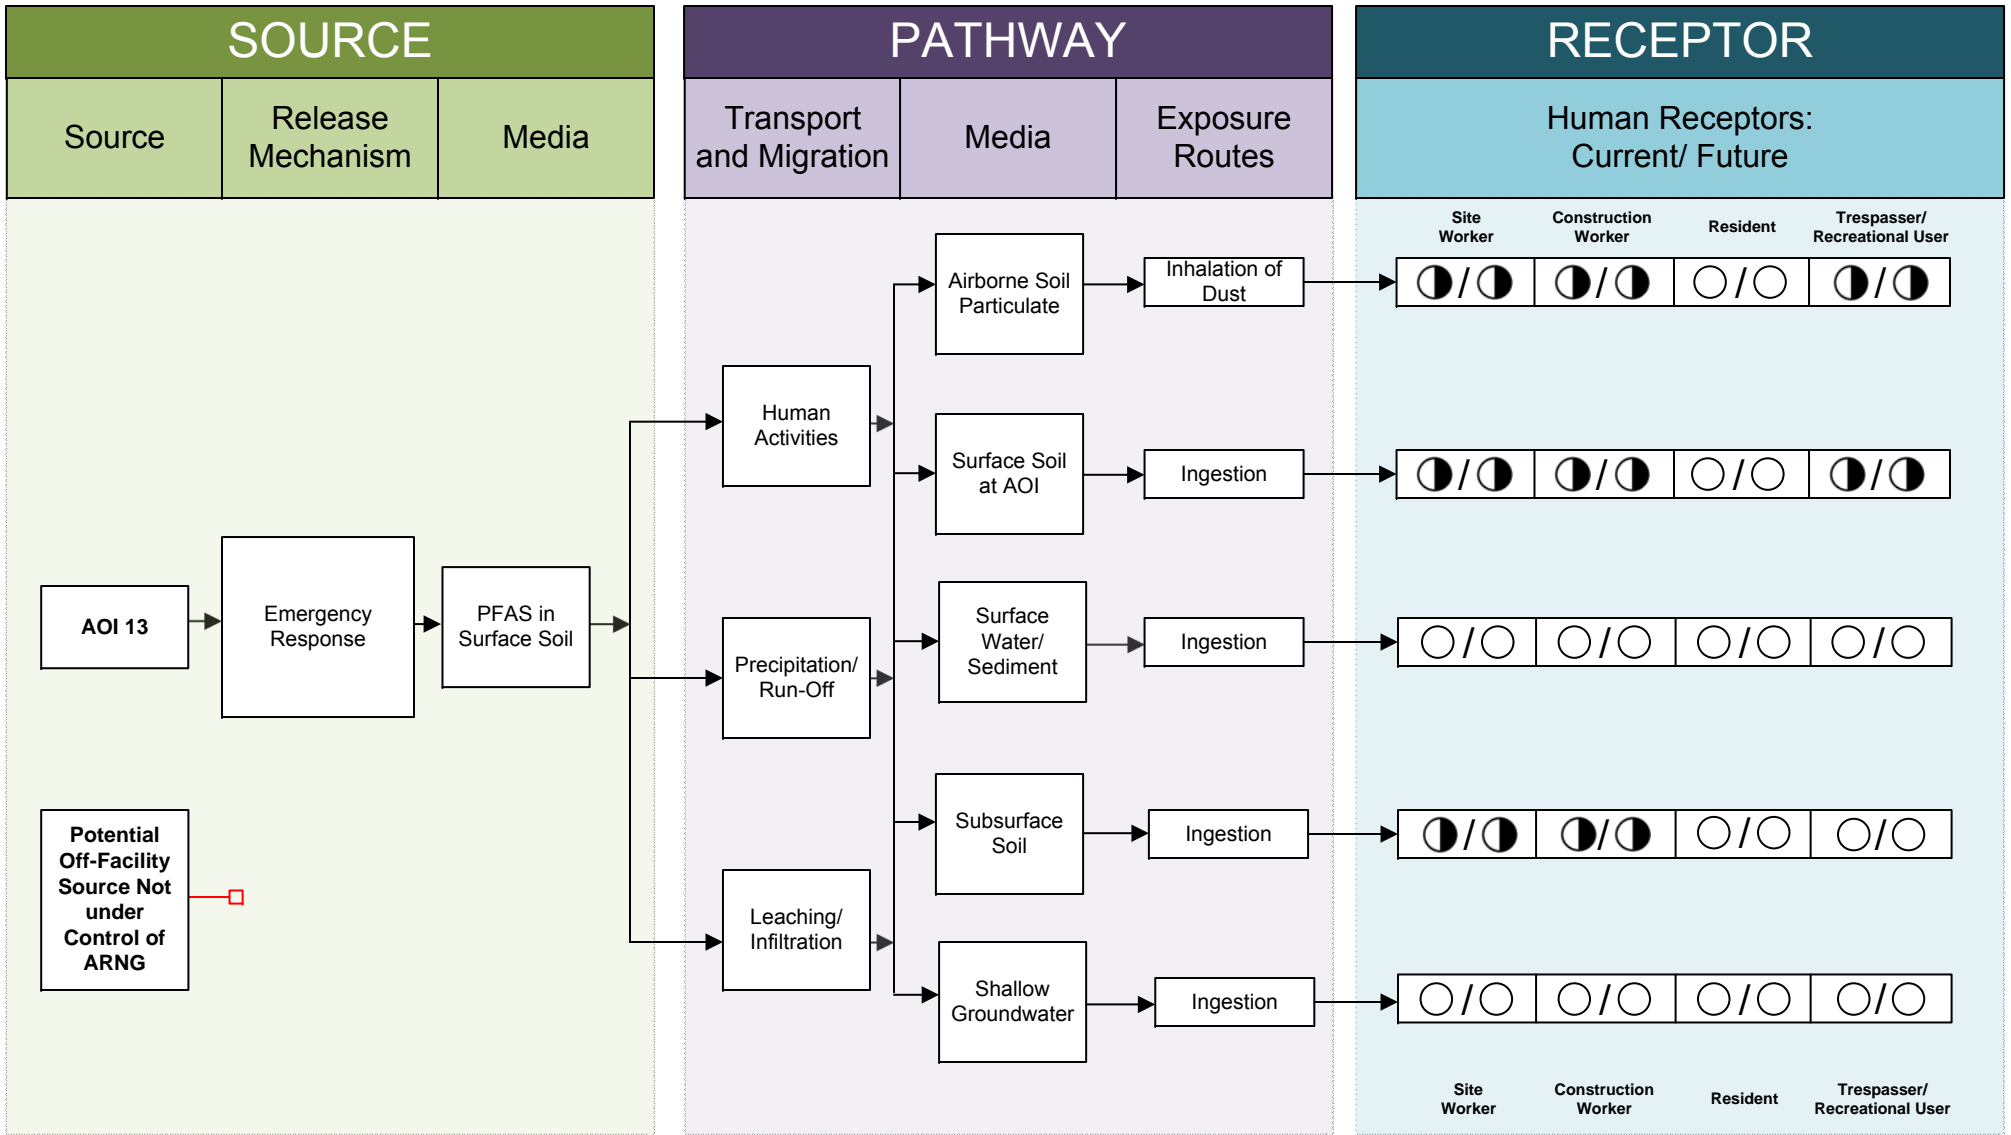 SOURCE
PATHWAY
RECEPTOR
Source
Release
Mechanism
Media
Transport
and Migration
Media
Exposure
Routes
Human Receptors:
Current/ Future
Site
Worker
Construction
Worker
Resident
Trespasser/
Recreational User
Airborne Soil
Particulate
Inhalation of
Dust
/
/
/
/
Human
Activities
Surface Soil
at AOI
Ingestion
/
/
/
/
AOI 13
Emergency
Response
PFAS in
Surface Soil
Precipitation/
Run-Off
Surface
Water/
Sediment
Ingestion
/
/
/
/
Potential
Off-Facility
Source Not
under
Control of
ARNG
Subsurface
Soil
Ingestion
/
/
/
/
Leaching/
Infiltration
Shallow
Groundwater
Ingestion
/
/
/
/
Site
Worker
Construction
Worker
Resident
Trespasser/
Recreational User